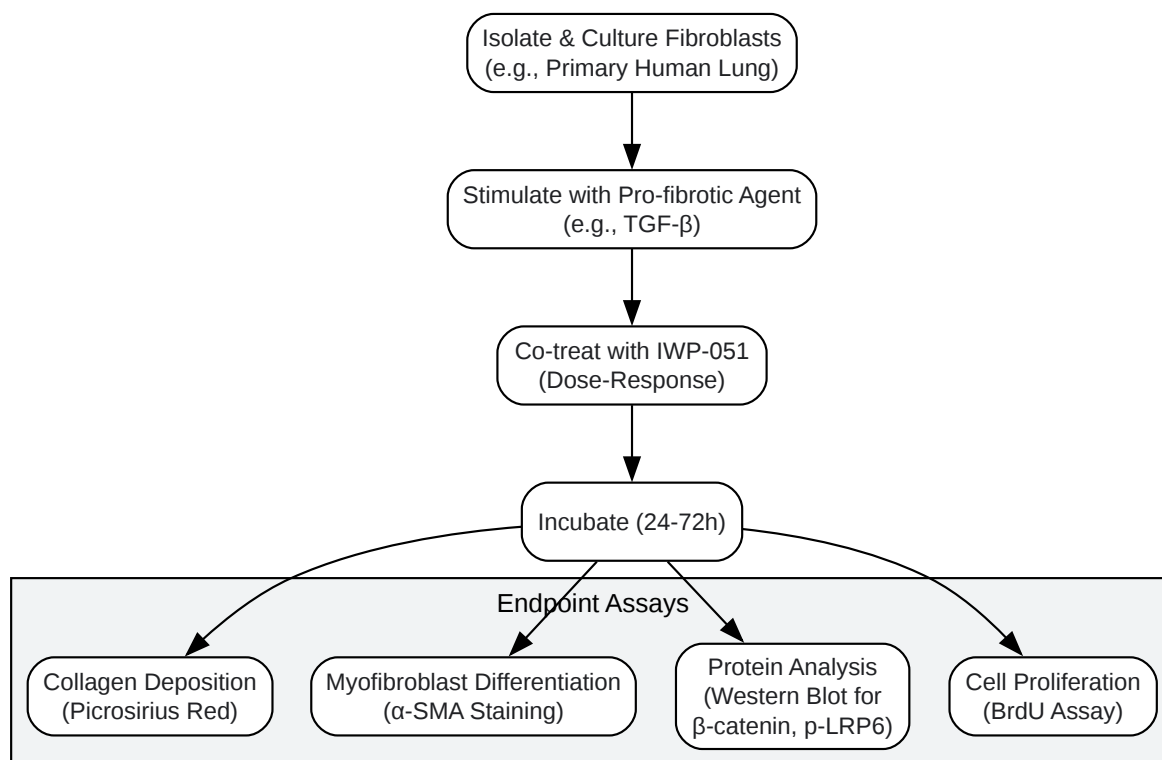 Isolate & Culture Fibroblasts
(e.g., Primary Human Lung)
Stimulate with Pro-fibrotic Agent
(e.g., TGF-β)
Co-treat with IWP-051
(Dose-Response)
Incubate (24-72h)
Endpoint Assays
Collagen Deposition
(Picrosirius Red)
Myofibroblast Differentiation
(α-SMA Staining)
Protein Analysis
(Western Blot for
β-catenin, p-LRP6)
Cell Proliferation
(BrdU Assay)